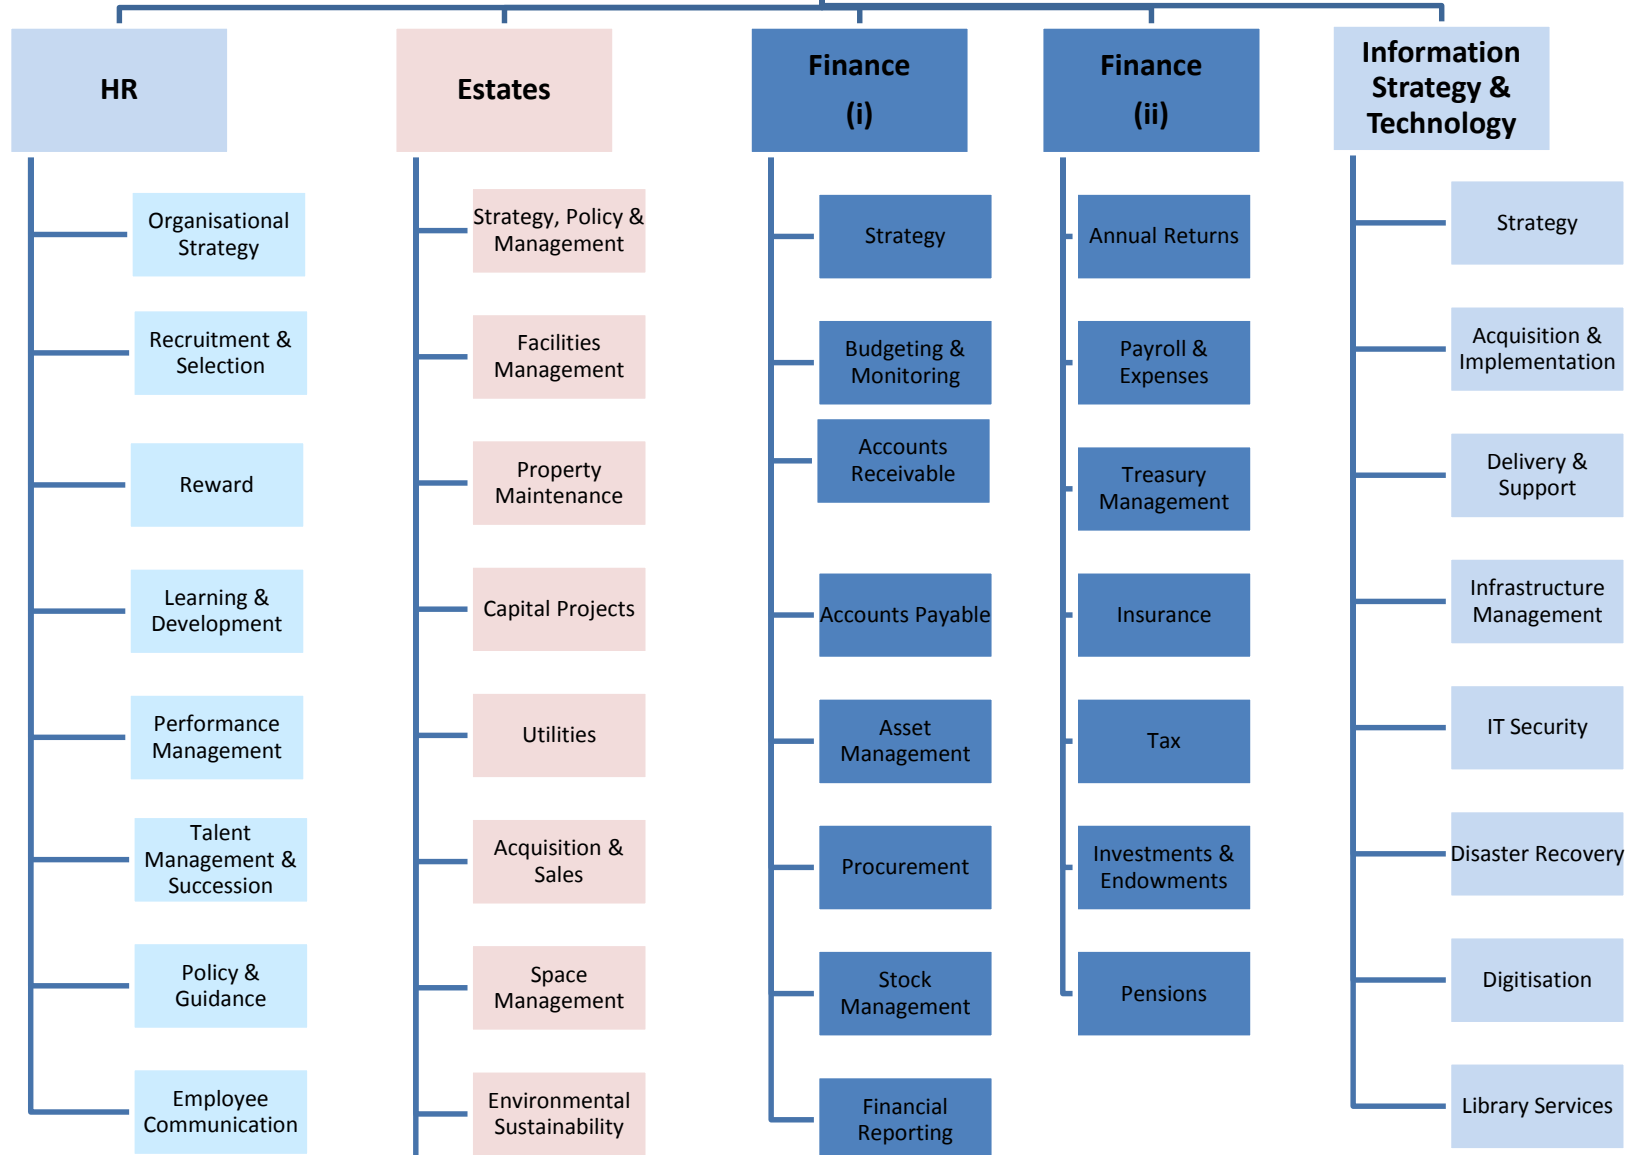 HR
Organisational
Strategy
Recruitment &
Selection
Reward
Learning &
Development
Performance
Management
Talent
Management &
Succession
Policy &
Guidance
Employee
Communication
Estates
Strategy, Policy &
Management
Facilities
Management
Property
Maintenance
Capital Projects
Utilities
Acquisition &
Sales
Space
Management
Environmental
Sustainability
Finance
(i)
Strategy
Budgeting &
Monitoring
Accounts
Receivable
Accounts Payable
Asset
Management
Procurement
Stock
Management
Financial
Reporting
Finance
(ii)
Annual Returns
Payroll &
Expenses
Treasury
Management
Insurance
Tax
Investments &
Endowments
Pensions
Information
Strategy &
Technology
Strategy
Acquisition &
Implementation
Delivery &
Support
Infrastructure
Management
IT Security
Disaster Recovery
Digitisation
Library Services